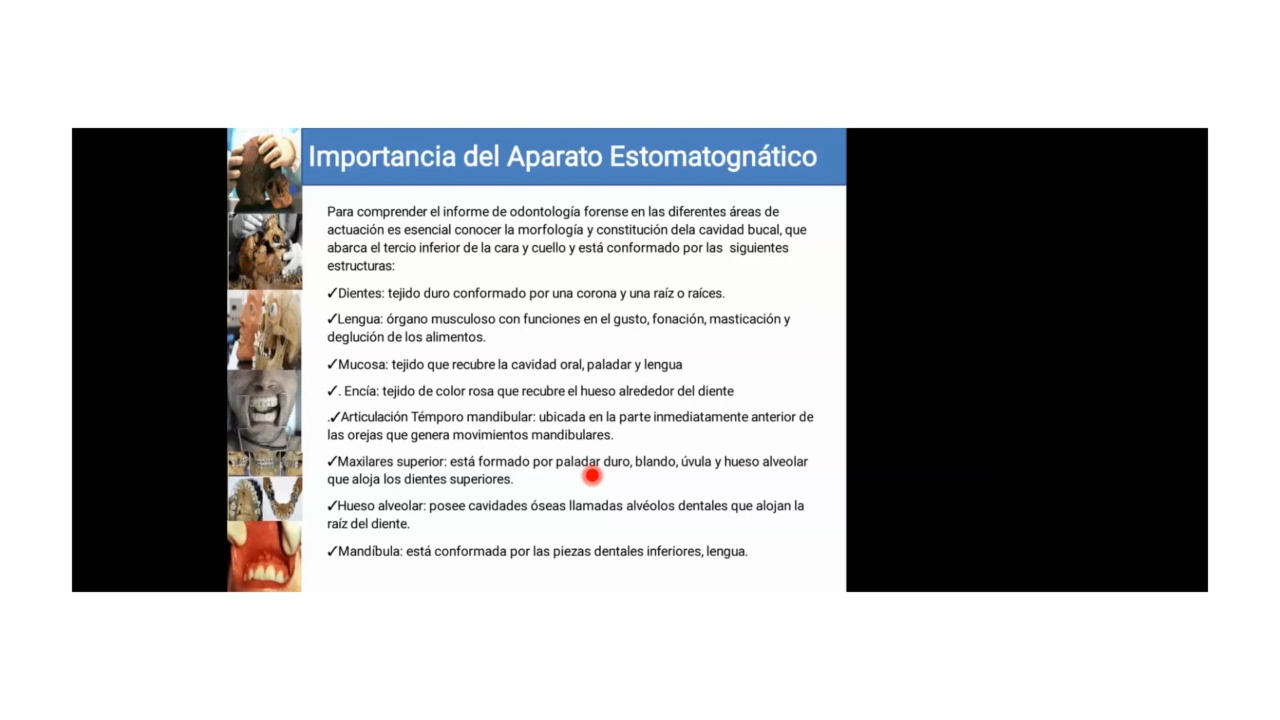 Importancia del Aparato Estomatognático
Para comprender el informe de odontología forense en las diferentes áreas de
actuación es esencial conocer la morfología y constitución dela cavidad bucal, que
abarca el tercio inferior de la cara y cuello y está conformado por las siguientes
estructuras:
✓Dientes: tejido duro conformado por una corona y una raíz o raíces.
✓Lengua: órgano musculoso con funciones en el gusto, fonación, masticación y
deglución de los alimentos.
✓Mucosa: tejido que recubre la cavidad oral, paladar y lengua
✓. Encía: tejido de color rosa que recubre el hueso alrededor del diente
.✓Articulación Témporo mandibular: ubicada en la parte inmediatamente anterior de
las orejas que genera movimientos mandibulares.
✓Maxilares superior: está formado por paladar duro, blando, úvula y hueso alveolar
que aloja los dientes superiores.
✓Hueso alveolar: posee cavidades óseas llamadas alvéolos dentales que alojan la
raíz del diente.
✓Mandíbula: está conformada por las piezas dentales inferiores, lengua.